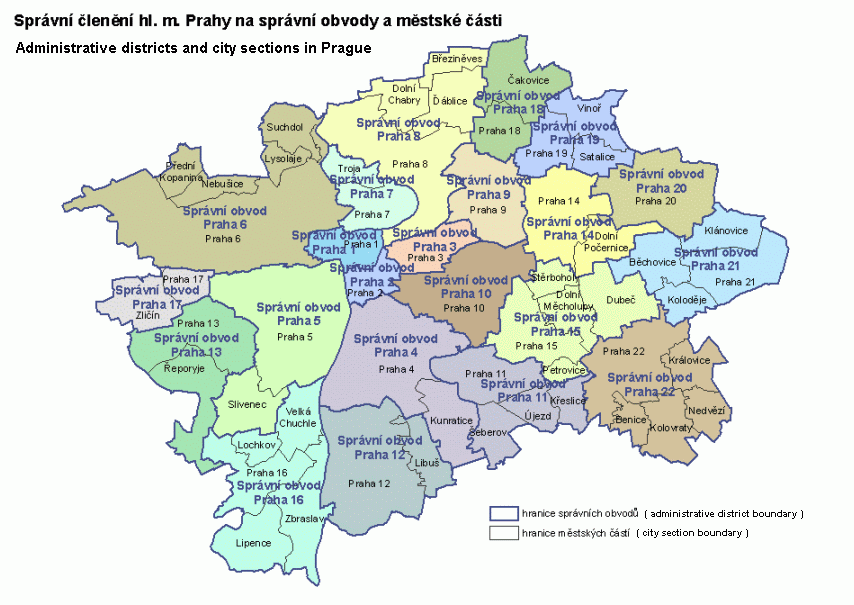 Správní členění hl. m. Prahy na správní obvody a městské části
Administrative districts and city sections in Prague
Březiněves
Čakovice
Dolní
Chabry
Ďáblice
Správní obvod
Praha 18
Praha 18
Vinoř
Správní obvod
Praha 19
Praha 19
Satalice
Správní obvod
Praha 8
Praha 8
Suchdol
Lysolaje
Přední
Kopanina
Nebušice
Správní obvod
Praha 6
Praha 6
Troja
Správní obvod
Praha 7
Praha 7
Správní obvod
Praha 9
Praha 9
Správní obvod
Praha 20
Praha 20
Praha 14
Správní obvod
Praha 14
Dolní
Počernice
Klánovice
Běchovice
Správní obvod
Praha 21
Praha 21
Koloděje
Správní obvod
Praha 1
Praha 1
Správní obvod
Praha 3
Praha 3
Správní obvod
Praha 2
Praha 2
Správní obvod
Praha 10
Praha 10
Štěrboholy
Dolní
Měcholupy
Dubeč
Správní obvod
Praha 15
Praha 15
Petrovice
Praha 17
Správní obvod
Praha 17
Zličín
Praha 13
Správní obvod
Praha 13
Řeporyje
Správní obvod
Praha 5
Praha 5
Slivenec
Správní obvod
Praha 4
Praha 4
Kunratice
Praha 11
Správní obvod
Praha 11
Křeslice
Újezd
Šeberov
Praha 22
Královice
Správní obvod
Praha 22
Nedvězí
Benice
Kolovraty
Velká
Chuchle
Lochkov
Praha 16
Správní obvod
Praha 16
Zbraslav
Lipence
Správní obvod
Praha 12
Libuš
Praha 12
hranice správních obvodů ( administrative district boundary )
hranice městských částí ( city section boundary )